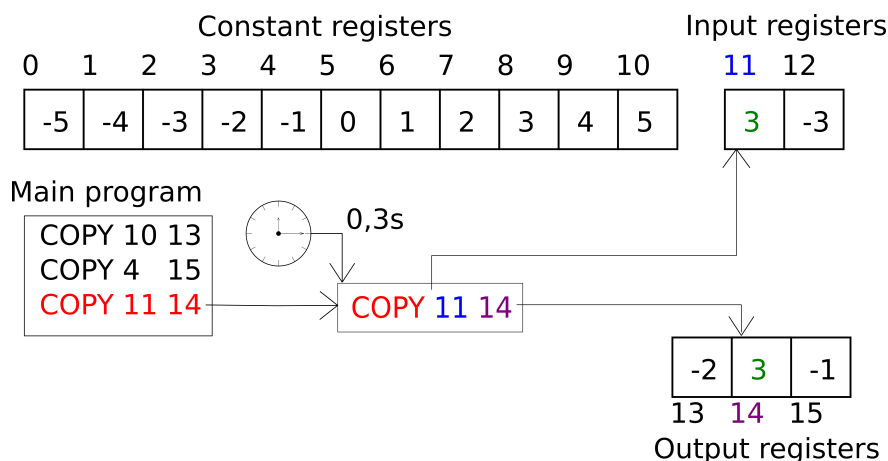 Constant registers Input registers
0 1 2 3 4 5 6 7 8 9 10 11 12
-5 -4 -3 -2 -1 0 1 2 3 4 5 3 -3
Main program
0,3s
COPY 10 13
COPY 4 15
COPY 11 14
COPY 11 14
-2 3 -1
13 14 15
Output registers